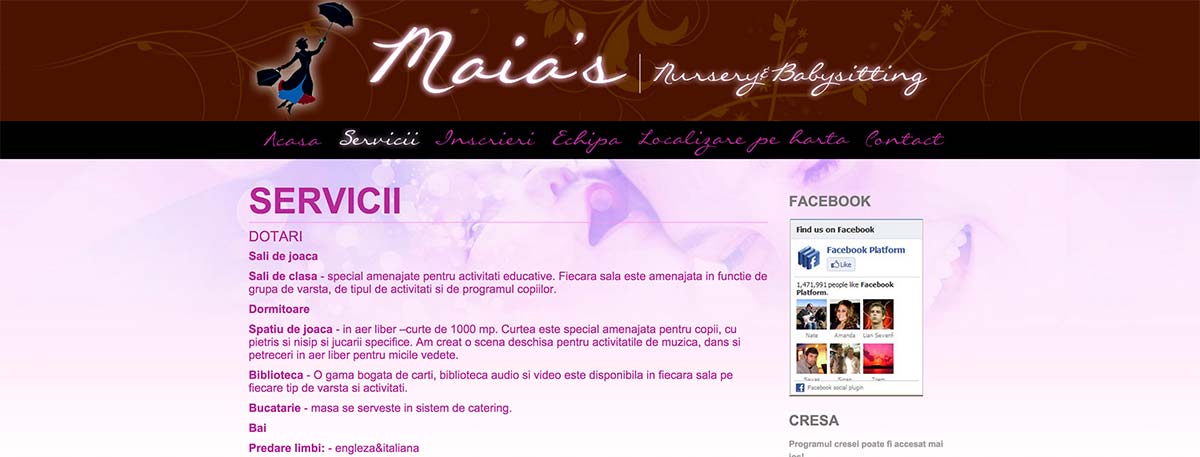 Maia's Nursery & Babysitting
Acasa Servicii Inscrieri Echipa Localizare pe harta Contact
SERVICII
DOTARI
Sali de joaca
Sali de clasa - special amenajate pentru activitati educative. Fiecara sala este amenajata in functie de
grupa de varsta, de tipul de activitati si de programul copiilor.
Dormitoare
Spatiu de joaca - in aer liber –curte de 1000 mp. Curtea este special amenajata pentru copii, cu
pietris si nisip si jucarii specifice. Am creat o scena deschisa pentru activitatile de muzica, dans si
petreceri in aer liber pentru micile vedete.
Biblioteca - O gama bogata de carti, biblioteca audio si video este disponibila in fiecara sala pe
fiecare tip de varsta si activitati.
Bucatarie - masa se serveste in sistem de catering.
Bai
Predare limbi: - engleza&italiana
FACEBOOK
Find us on Facebook
Facebook Platform
Like
1,471,991 people like Facebook
Platform.
Nate Amanda
Facebook social plugin
CRESA
Programul cresei poate fi accesat mai
jos!